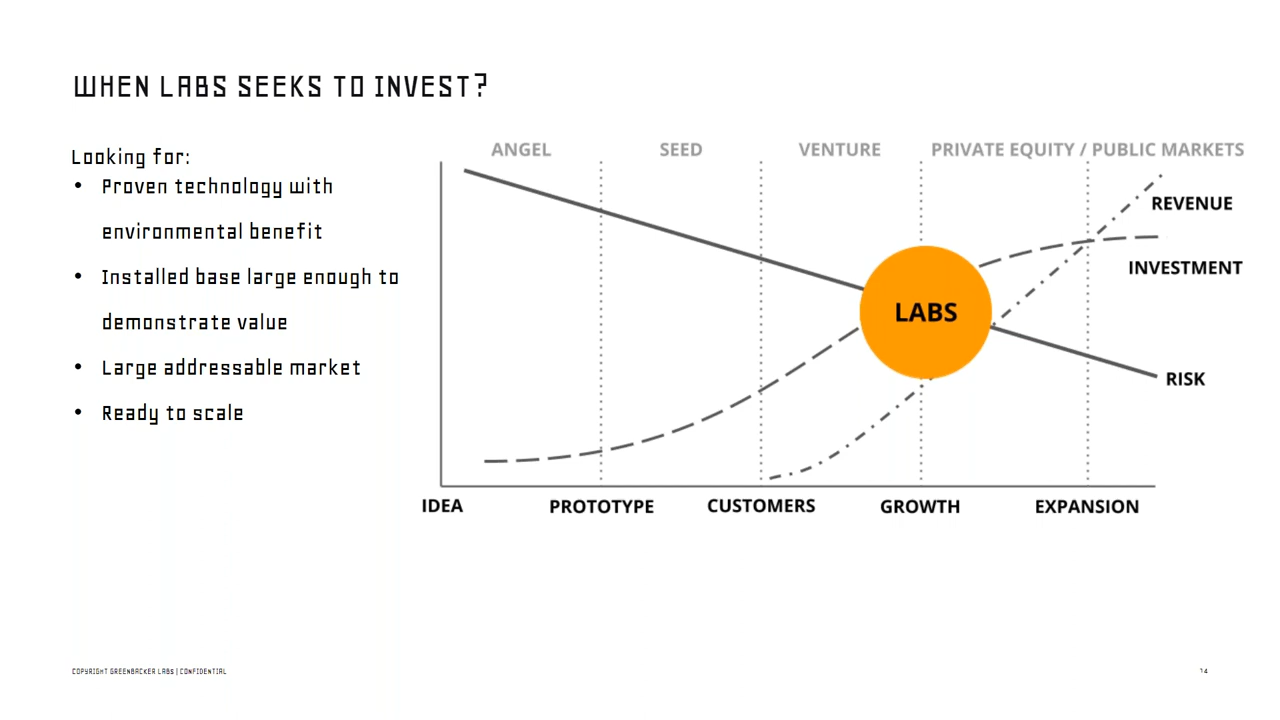 WHEN LABS SEEKS TO INVEST?
Looking for:
• Proven technology with
environmental benefit
• Installed base large enough to
demonstrate value
• Large addressable market
• Ready to scale
ANGEL SEED VENTURE PRIVATE EQUITY / PUBLIC MARKETS
REVENUE
INVESTMENT
LABS
RISK
IDEA PROTOTYPE CUSTOMERS GROWTH EXPANSION
COPYRIGHT GREENBACKER LABS | CONFIDENTIAL
14